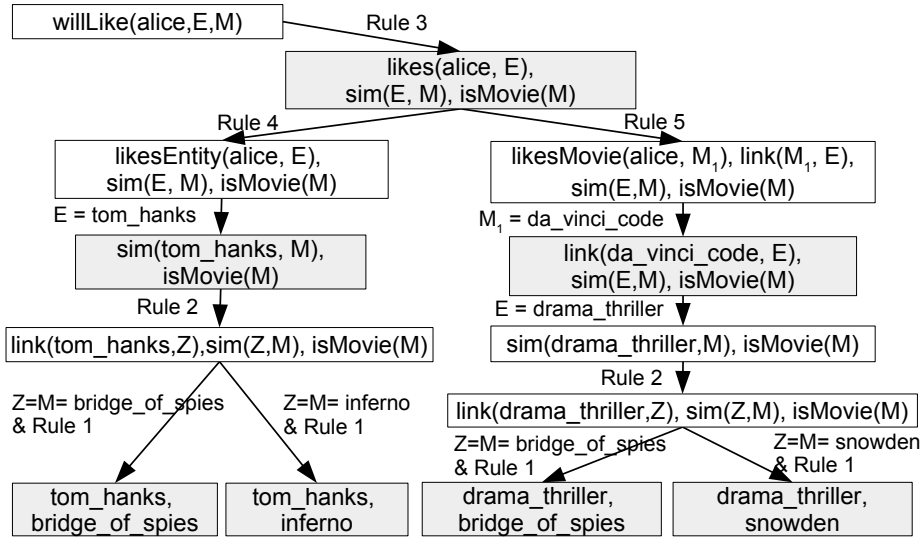 willLike(alice,E,M)
Rule 3
likes(alice, E),
sim(E, M), isMovie(M)
Rule 4
Rule 5
likesEntity(alice, E),
sim(E, M), isMovie(M)
likesMovie(alice, M1), link(M1, E),
sim(E,M), isMovie(M)
E = tom_hanks
M1 = da_vinci_code
sim(tom_hanks, M),
isMovie(M)
link(da_vinci_code, E),
sim(E,M), isMovie(M)
Rule 2
E = drama_thriller
link(tom_hanks,Z),sim(Z,M), isMovie(M)
sim(drama_thriller,M), isMovie(M)
Rule 2
link(drama_thriller,Z), sim(Z,M), isMovie(M)
Z=M= bridge_of_spies
& Rule 1
Z=M= inferno
& Rule 1
Z=M= bridge_of_spies
& Rule 1
Z=M= snowden
& Rule 1
tom_hanks,
bridge_of_spies
tom_hanks,
inferno
drama_thriller,
bridge_of_spies
drama_thriller,
snowden